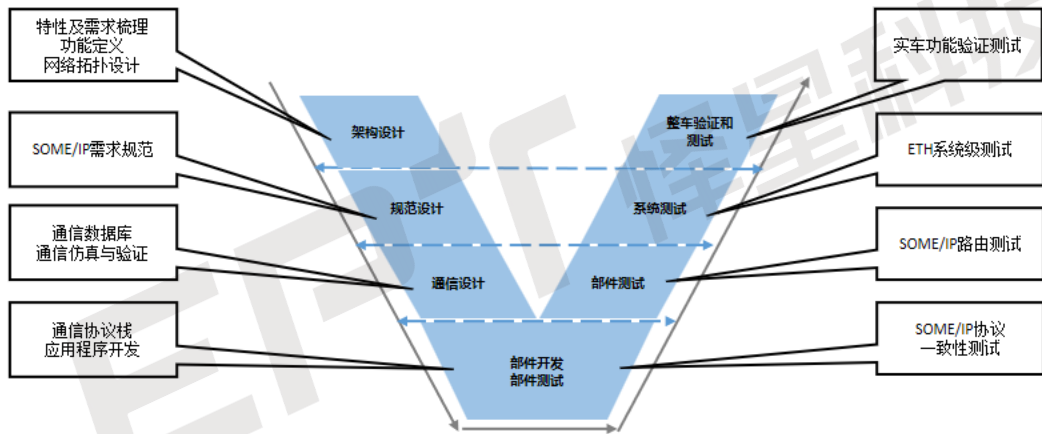 特性及需求梳理
功能定义
网络拓扑设计
SOME/IP需求规范
通信数据库
通信仿真与验证
通信协议栈
应用程序开发
架构设计
规范设计
通信设计
部件开发
部件测试
整车验证和
测试
系统测试
部件测试
实车功能验证测试
ETH系统级测试
SOME/IP路由测试
SOME/IP协议
一致性测试
怿星科技